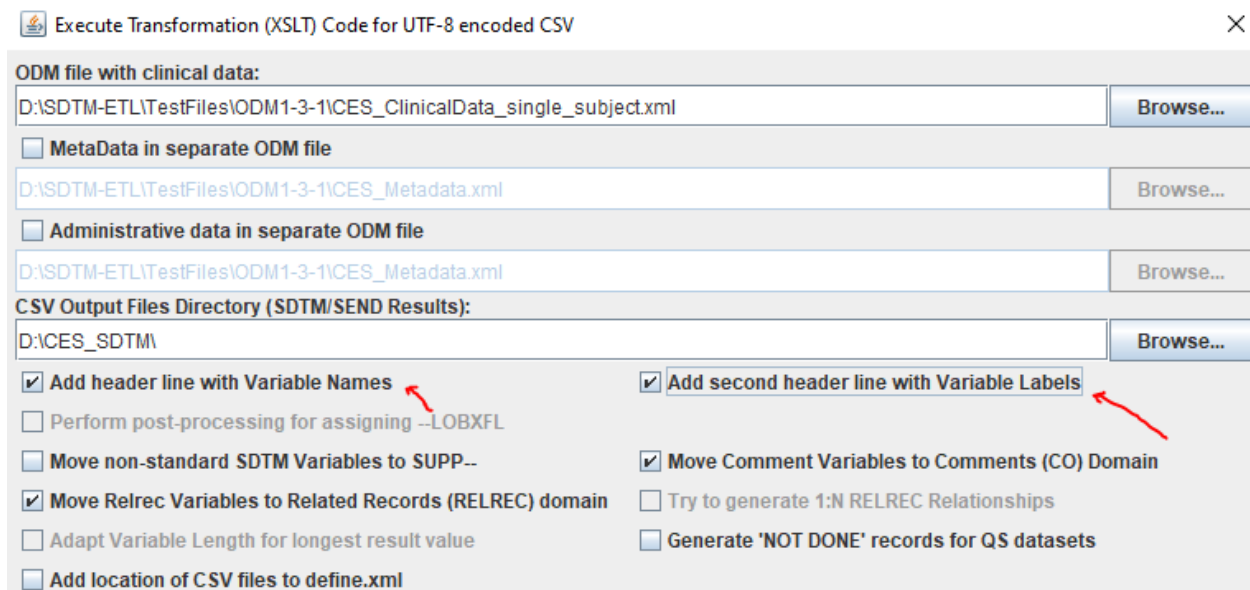 Execute Transformation (XSLT) Code for UTF-8 encoded CSV
ODM file with clinical data:
D:\SDTM-ETL\TestFiles\ODM1-3-1\CES_ClinicalData_single_subject.xml Browse...
MetaData in separate ODM file
D:\SDTM-ETL\TestFiles\ODM1-3-1\CES_Metadata.xml Browse...
Administrative data in separate ODM file
D:\SDTM-ETL\TestFiles\ODM1-3-1\CES_Metadata.xml Browse...
CSV Output Files Directory (SDTM/SEND Results):
D:\CES_SDTM\ Browse...
Add header line with Variable Names Add second header line with Variable Labels
Perform post-processing for assigning --LOBXFL
Move non-standard SDTM Variables to SUPP-- Move Comment Variables to Comments (CO) Domain
Move Relrec Variables to Related Records (RELREC) domain Try to generate 1:N RELREC Relationships
Adapt Variable Length for longest result value Generate 'NOT DONE' records for QS datasets
Add location of CSV files to define.xml